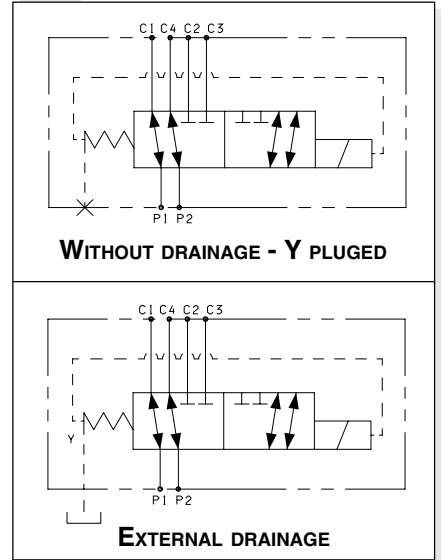 C1 C4 C2 C3
P1 P2
WITHOUT DRAINAGE - Y PLUGED
C1 C4 C2 C3
Y
P1 P2
EXTERNAL DRAINAGE